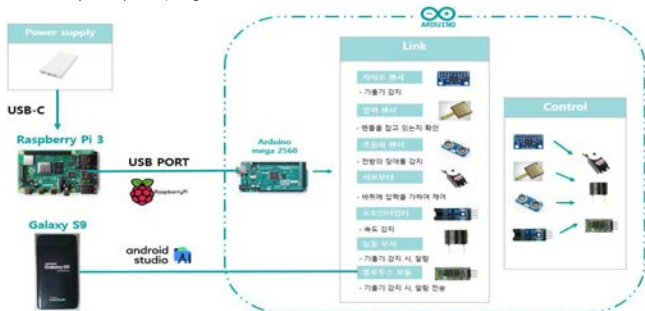 Power supply
USB-C
Raspberry Pi 3
USB PORT
RaspberryPi
Galaxy S9
android
studio
Arduino
mega 2560
ARDUINO
Link
자이로 센서
- 기울기 감지
압력 센서
- 핸들을 잡고 있는지 확인
초음파 센서
- 전방의 장애물 감지
서보모터
- 바퀴에 압력을 가하여 제어
포토인터럽터
- 속도 감지
능동 부저
- 기울기 감지 시, 알람
블루투스 모듈
- 기울기 감지 시, 알람 전송
Control